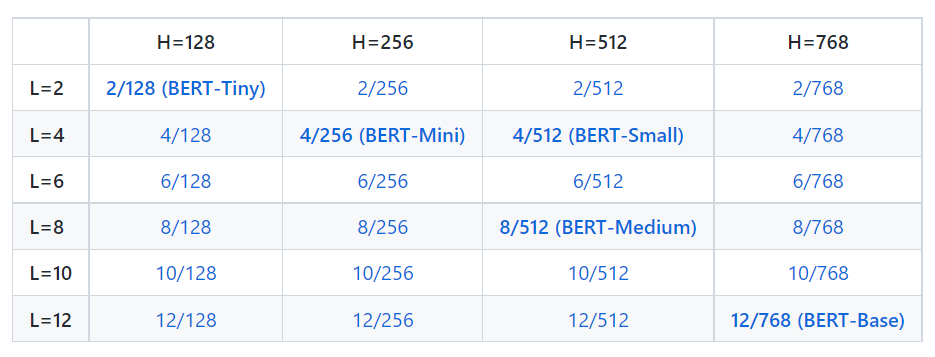 H=128 H=256 H=512 H=768
L=2 2/128 (BERT-Tiny) 2/256 2/512 2/768
L=4 4/128 4/256 (BERT-Mini) 4/512 (BERT-Small) 4/768
L=6 6/128 6/256 6/512 6/768
L=8 8/128 8/256 8/512 (BERT-Medium) 8/768
L=10 10/128 10/256 10/512 10/768
L=12 12/128 12/256 12/512 12/768 (BERT-Base)